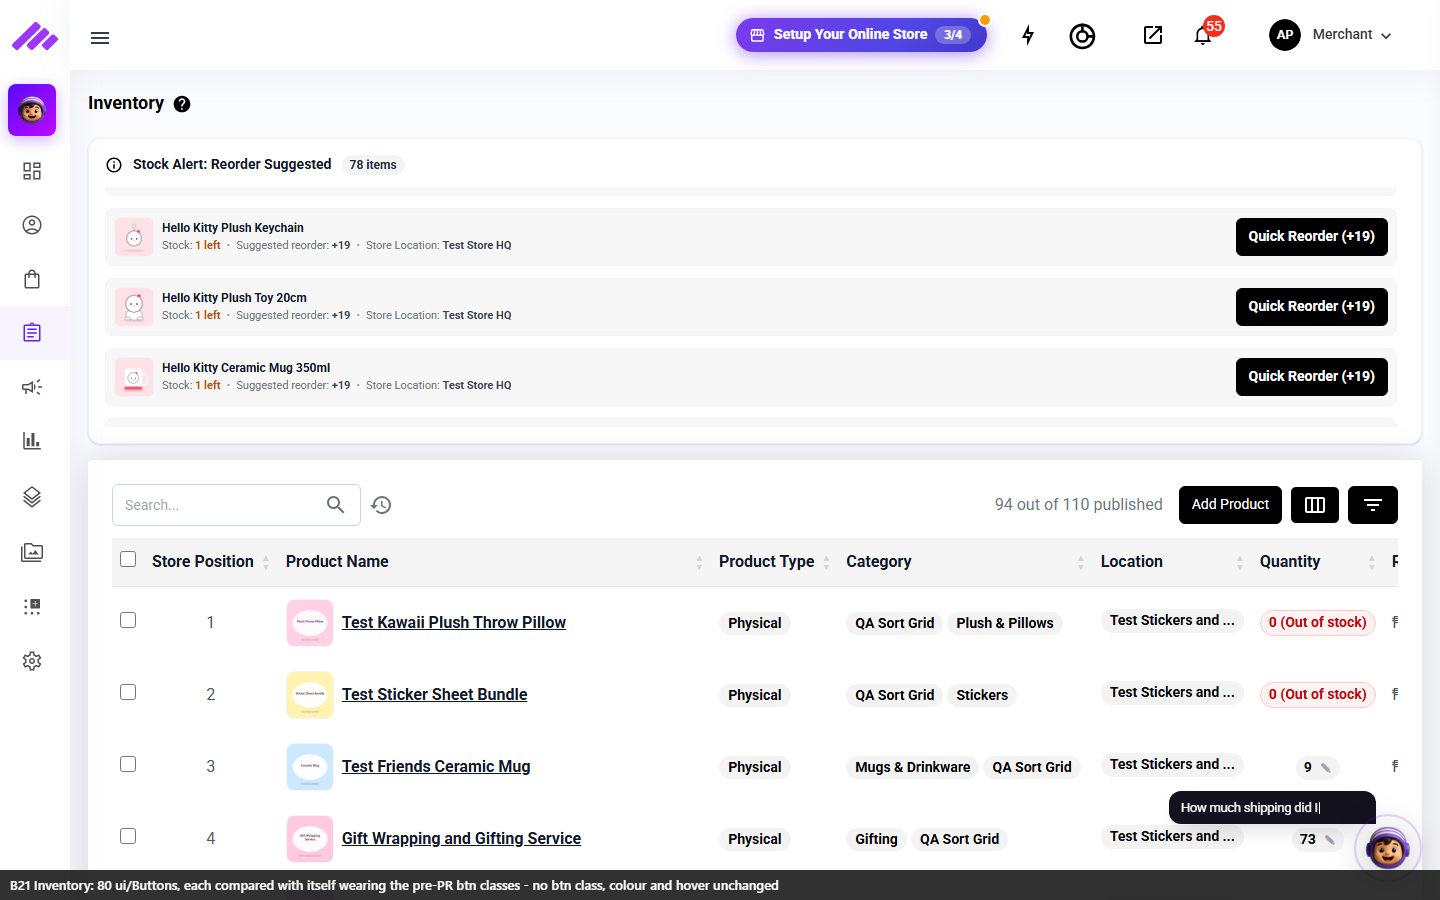 Setup Your Online Store 3/4
55
AP Merchant
Inventory ?
Stock Alert: Reorder Suggested 78 items
Hello Kitty Plush Keychain
Stock: 1 left · Suggested reorder: +19 · Store Location: Test Store HQ
Quick Reorder (+19)
Hello Kitty Plush Toy 20cm
Stock: 1 left · Suggested reorder: +19 · Store Location: Test Store HQ
Quick Reorder (+19)
Hello Kitty Ceramic Mug 350ml
Stock: 1 left · Suggested reorder: +19 · Store Location: Test Store HQ
Quick Reorder (+19)
Search...
94 out of 110 published
Add Product
Store Position Product Name Product Type Category Location Quantity
1 Test Kawaii Plush Throw Pillow Physical QA Sort Grid Plush & Pillows Test Stickers and ... 0 (Out of stock)
2 Test Sticker Sheet Bundle Physical QA Sort Grid Stickers Test Stickers and ... 0 (Out of stock)
3 Test Friends Ceramic Mug Physical Mugs & Drinkware QA Sort Grid Test Stickers and ... 9
How much shipping did I
4 Gift Wrapping and Gifting Service Physical Gifting QA Sort Grid Test Stickers and ... 73
B21 Inventory: 80 ui/Buttons, each compared with itself wearing the pre-PR btn classes - no btn class, colour and hover unchanged